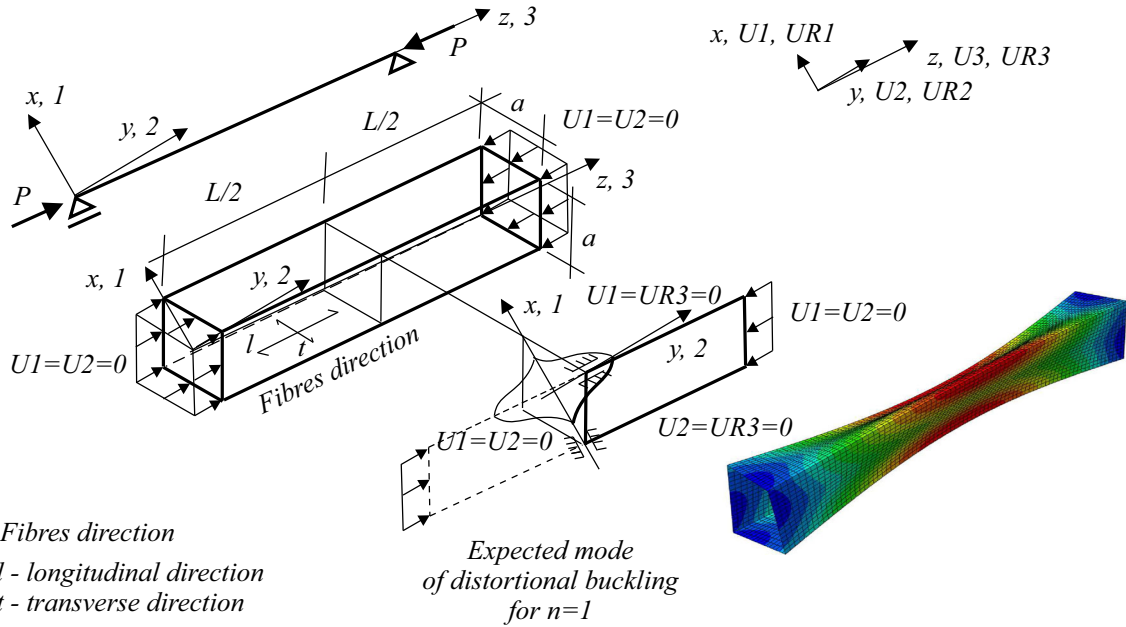 z, 3
P
x, 1
y, 2
P
x, U1, UR1
z, U3, UR3
y, U2, UR2
a
L/2
U1=U2=0
L/2
z, 3
a
x, 1
y, 2
U1=U2=0
l
t
Fibres direction
x, 1
U1=UR3=0
U1=U2=0
y, 2
U1=U2=0
U2=UR3=0
Fibres direction
l - longitudinal direction
t - transverse direction
Expected mode
of distortional buckling
for n=1